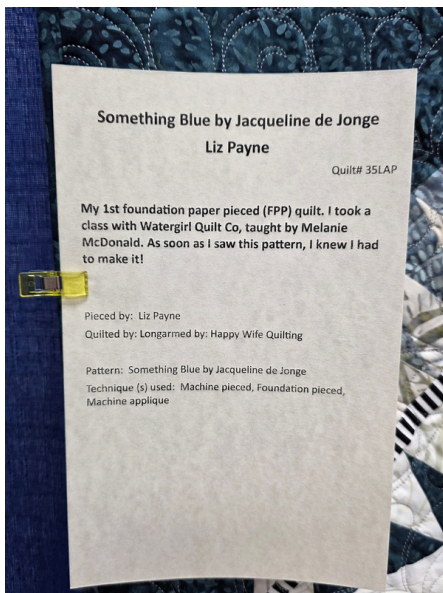 Something Blue by Jacqueline de Jonge
Liz Payne
Quilt# 35LAP
My 1st foundation paper pieced (FPP) quilt. I took a
class with Watergirl Quilt Co, taught by Melanie
McDonald. As soon as I saw this pattern, I knew I had
to make it!
Pieced by: Liz Payne
Quilted by: Longarmed by: Happy Wife Quilting
Pattern: Something Blue by Jacqueline de Jonge
Technique (s) used: Machine pieced, Foundation pieced,
Machine applique